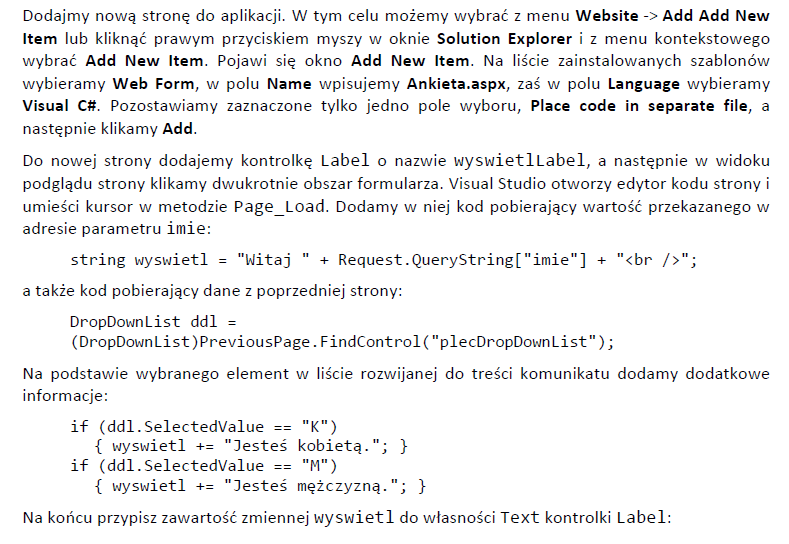 Dodajmy nową stronę do aplikacji. W tym celu możemy wybrać z menu Website -> Add Add New
Item lub kliknąć prawym przyciskiem myszy w oknie Solution Explorer i z menu kontekstowego
wybrać Add New Item. Pojawi się okno Add New Item. Na liście zainstalowanych szablonów
wybieramy Web Form, w polu Name wpisujemy Ankieta.aspx, zaś w polu Language wybieramy
Visual C#. Pozostawiamy zaznaczone tylko jedno pole wyboru, Place code in separate file, a
następnie klikamy Add.
Do nowej strony dodajemy kontrolkę Label o nazwie wyswietlLabel, a następnie w widoku
podglądu strony klikamy dwukrotnie obszar formularza. Visual Studio otworzy edytor kodu strony i
umieści kursor w metodzie Page_Load. Dodamy w niej kod pobierający wartość przekazanego w
adresie parametru imie:
string wyswietl = "Witaj " + Request.QueryString["imie"] + "<br />";
a także kod pobierający dane z poprzedniej strony:
DropDownList ddl =
(DropDownList)PreviousPage.FindControl("plecDropDownList");
Na podstawie wybranego element w liście rozwijanej do treści komunikatu dodamy dodatkowe
informacje:
if (ddl.SelectedValue == "K")
{ wyswietl += "Jesteś kobietą."; }
if (ddl.SelectedValue == "M")
{ wyswietl += "Jesteś mężczyzną."; }
Na końcu przypisz zawartość zmiennej wyswietl do własności Text kontrolki Label: